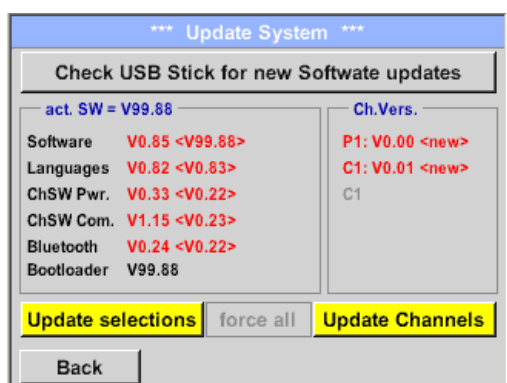 *** Update System ***
Check USB Stick for new Softwate updates
act. SW = V99.88
Software V0.85 <V99.88>
Languages V0.82 <V0.83>
ChSW Pwr. V0.33 <V0.22>
ChSW Com. V1.15 <V0.23>
Bluetooth V0.24 <V0.22>
Bootloader V99.88
Ch.Vers.
P1: V0.00 <new>
C1: V0.01 <new>
C1
Update selections force all Update Channels
Back